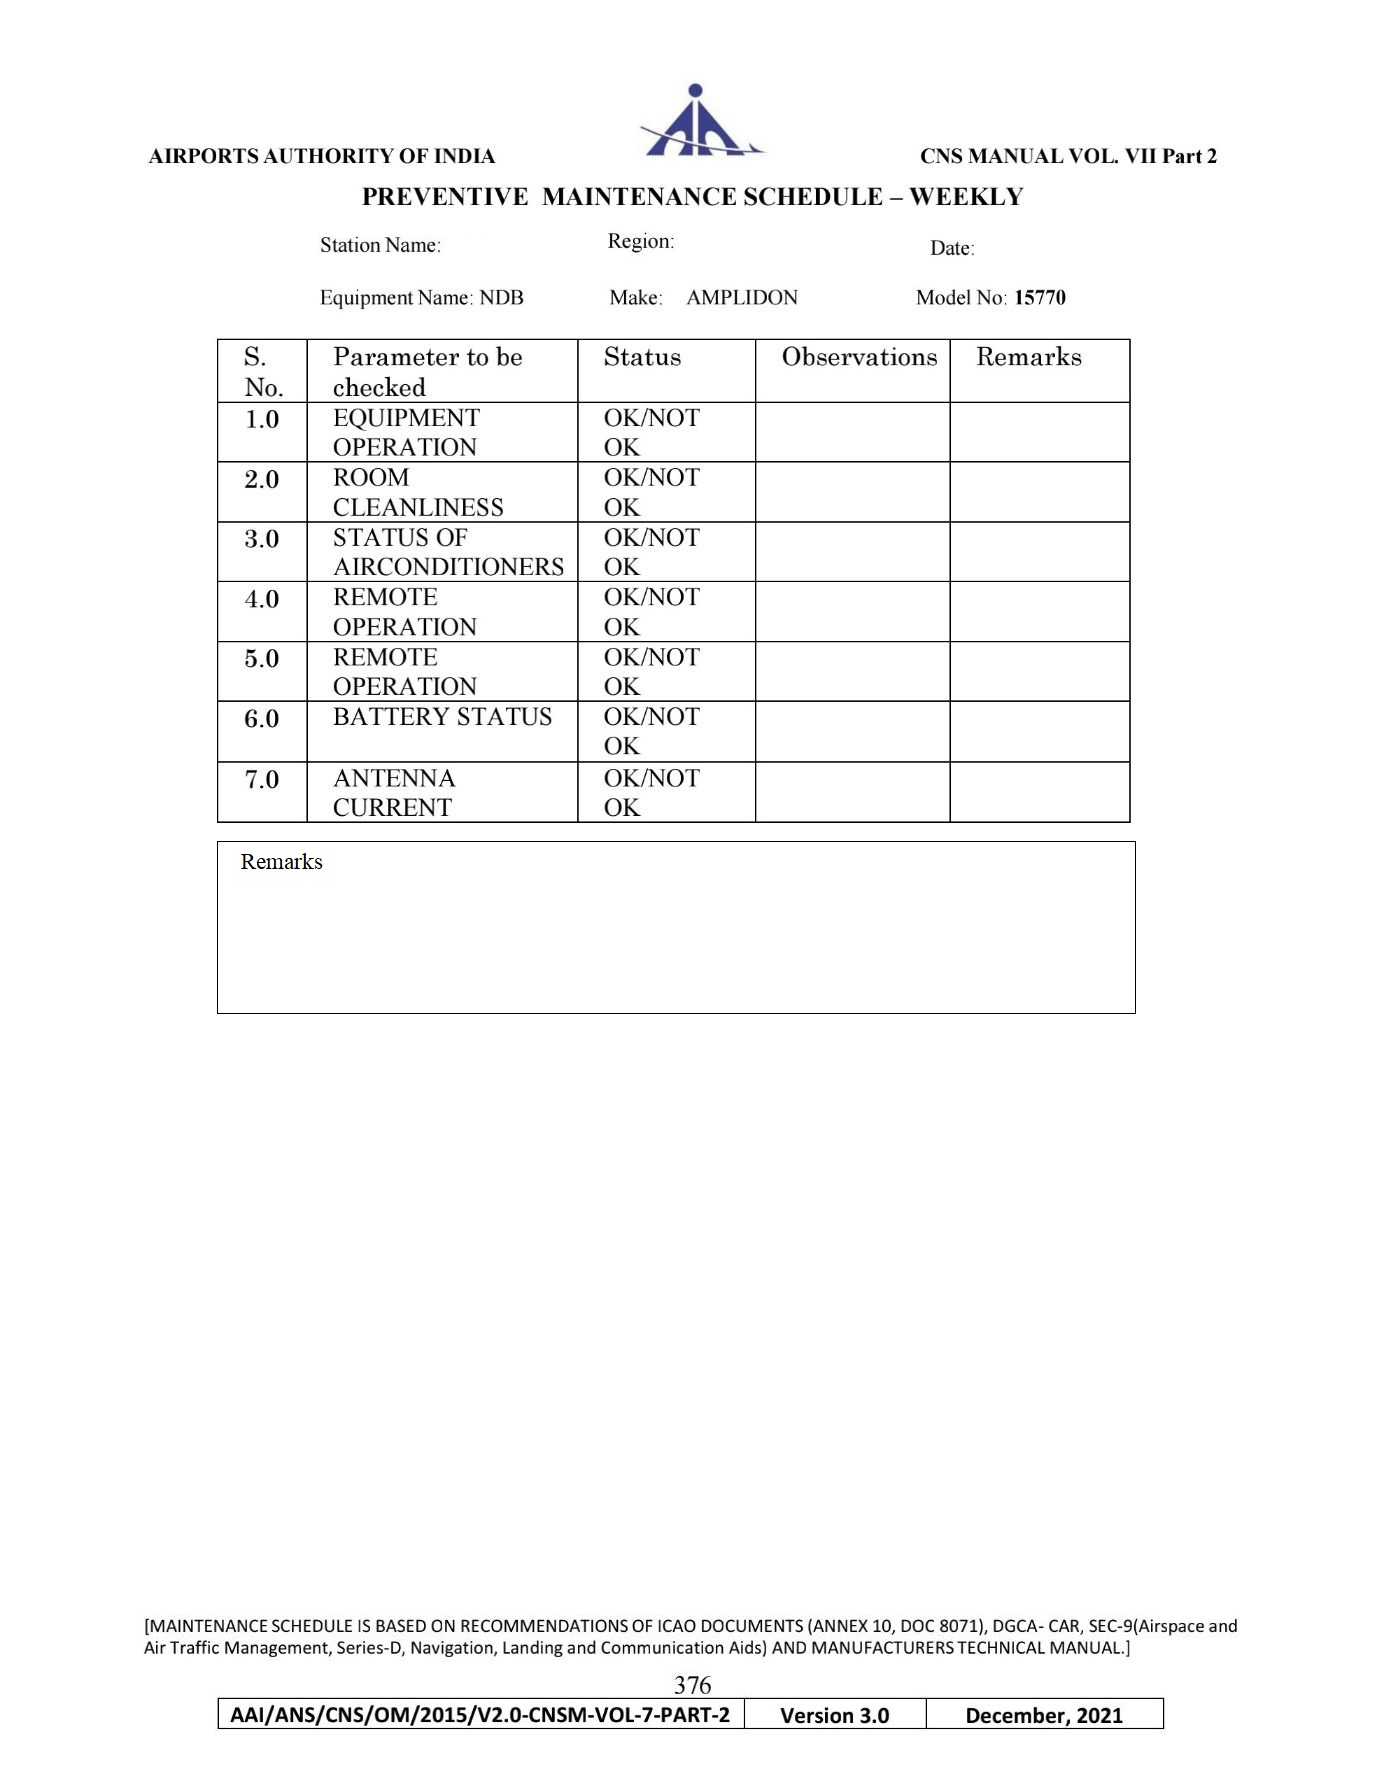 AIRPORTS AUTHORITY OF INDIA
CNS MANUAL VOL. VII Part 2
PREVENTIVE MAINTENANCE SCHEDULE – WEEKLY
Station Name:
Region:
Date:
Equipment Name: NDB
Make: AMPLIDON
Model No: 15770
S. Parameter to be Status Observations Remarks
No. checked
1.0 EQUIPMENT OK/NOT
OPERATION OK
2.0 ROOM OK/NOT
CLEANLINESS OK
3.0 STATUS OF OK/NOT
AIRCONDITIONERS OK
4.0 REMOTE OK/NOT
OPERATION OK
5.0 REMOTE OK/NOT
OPERATION OK
6.0 BATTERY STATUS OK/NOT
OK
7.0 ANTENNA OK/NOT
CURRENT OK
Remarks
[MAINTENANCE SCHEDULE IS BASED ON RECOMMENDATIONS OF ICAO DOCUMENTS (ANNEX 10, DOC 8071), DGCA- CAR, SEC-9(Airspace and
Air Traffic Management, Series-D, Navigation, Landing and Communication Aids) AND MANUFACTURERS TECHNICAL MANUAL.]
376
AAI/ANS/CNS/OM/2015/V2.0-CNSM-VOL-7-PART-2 Version 3.0 December, 2021